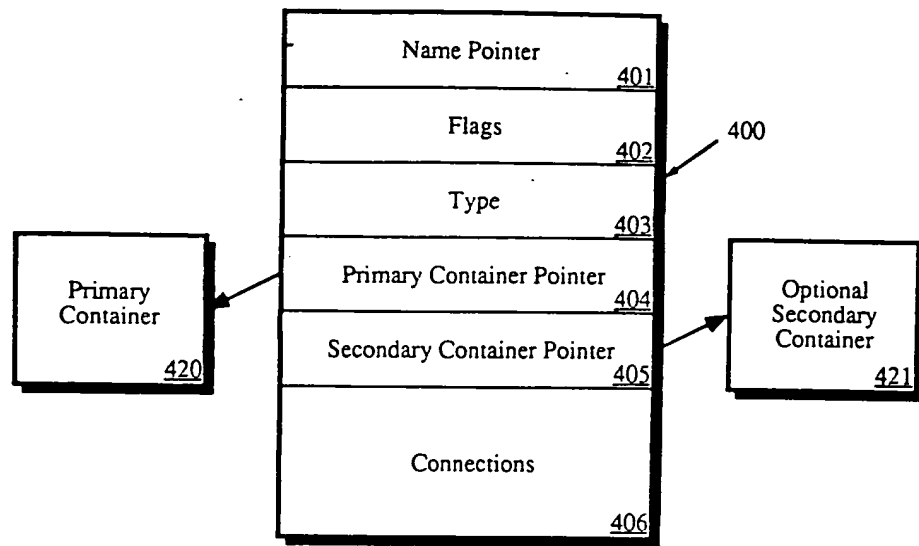 Name Pointer
401
Flags
402
400
Type
403
Primary
Container
420
Primary Container Pointer
404
Optional
Secondary
Container
421
Secondary Container Pointer
405
Connections
406